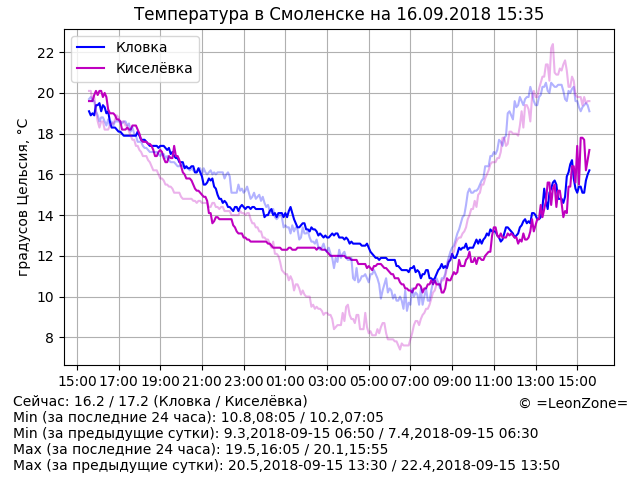 Температура в Смоленске на 16.09.2018 15:35
Кловка
Киселёвка
градусов Цельсия, °C
22
20
18
16
14
12
10
8
15:00 17:00 19:00 21:00 23:00 01:00 03:00 05:00 07:00 09:00 11:00 13:00 15:00
Сейчас: 16.2 / 17.2 (Кловка / Киселёвка)
© =LeonZone=
Min (за последние 24 часа): 10.8,08:05 / 10.2,07:05
Min (за предыдущие сутки): 9.3,2018-09-15 06:50 / 7.4,2018-09-15 06:30
Max (за последние 24 часа): 19.5,16:05 / 20.1,15:55
Max (за предыдущие сутки): 20.5,2018-09-15 13:30 / 22.4,2018-09-15 13:50